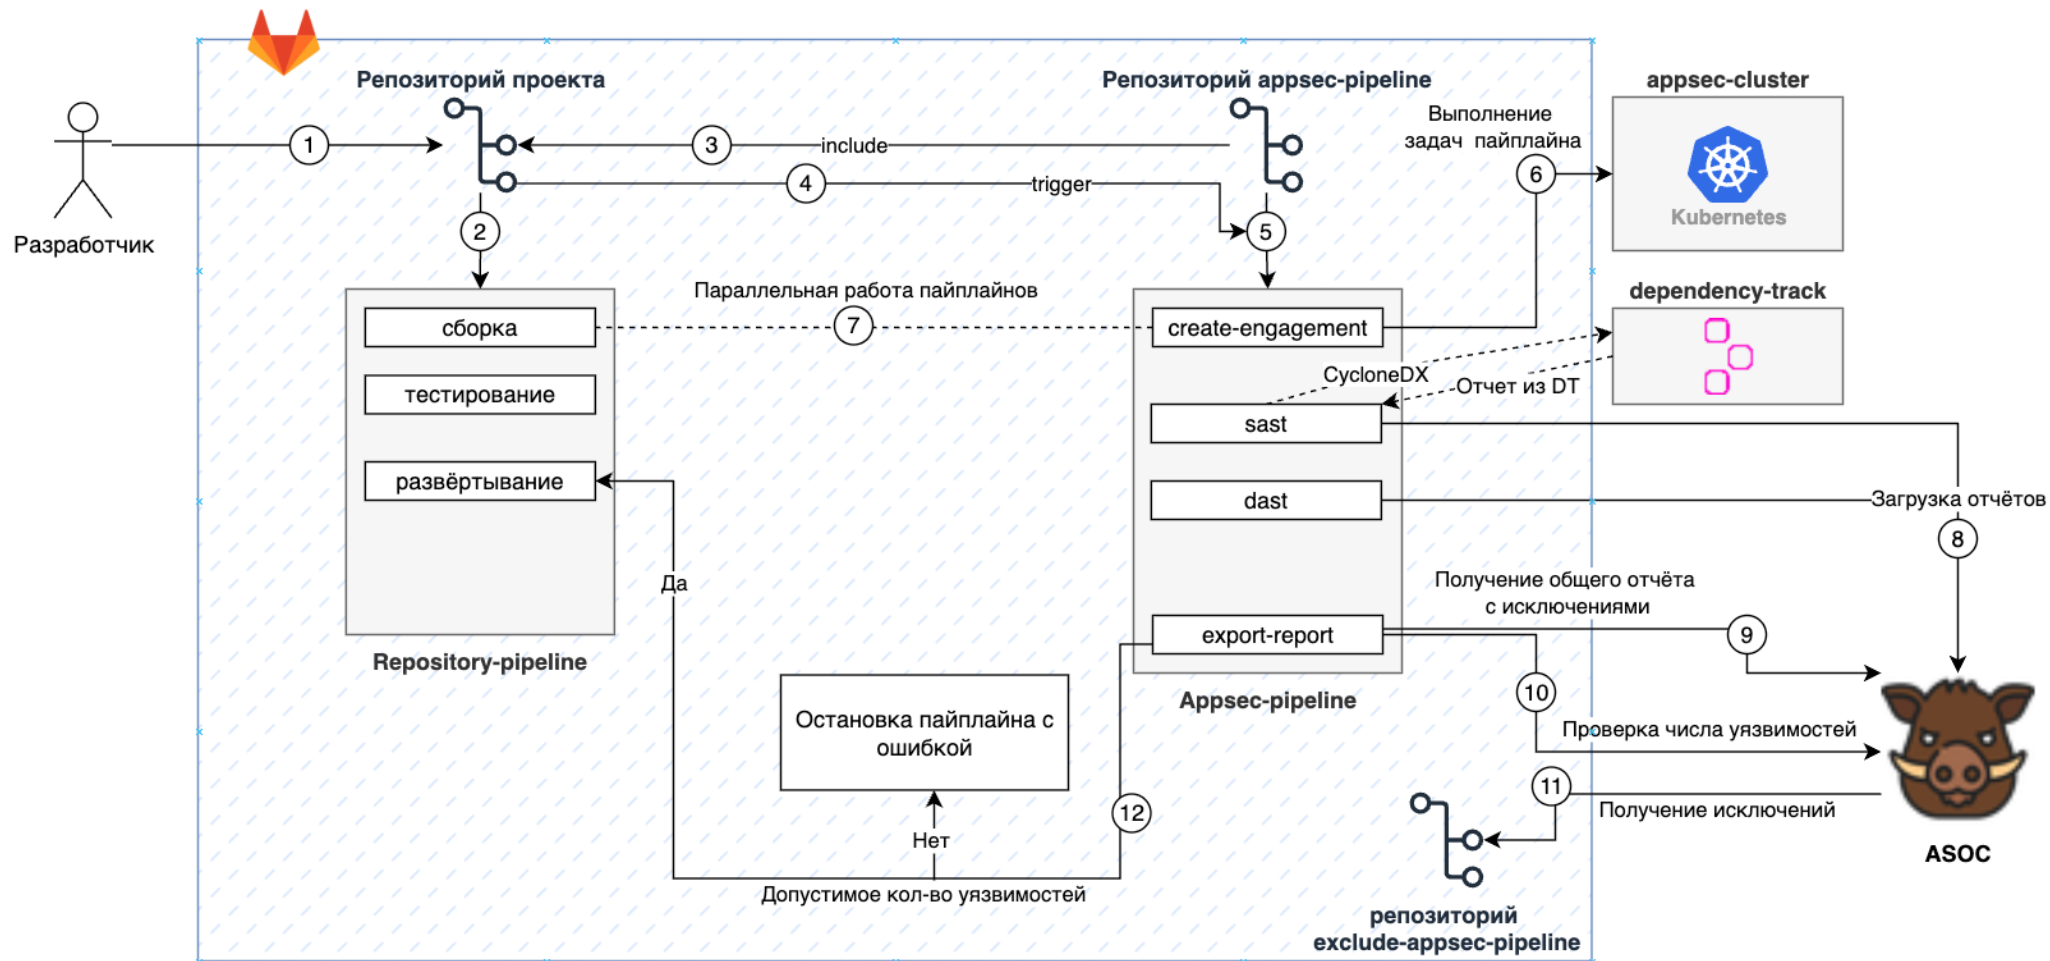 Репозиторий проекта
Репозиторий appsec-pipeline
appsec-cluster
Выполнение
задач пайплайна
1
3
include
4
trigger
6
Kubernetes
Разработчик
2
5
Параллельная работа пайплайнов
dependency-track
сборка
7
create-engagement
CycloneDX
Отчет из DT
тестирование
sast
развёртывание
dast
Загрузка отчётов
8
Да
Получение общего отчёта
с исключениями
export-report
9
Repository-pipeline
10
Appsec-pipeline
Остановка пайплайна с
ошибкой
Проверка числа уязвимостей
11
12
Получение исключений
Нет
ASOC
Допустимое кол-во уязвимостей
репозиторий
exclude-appsec-pipeline